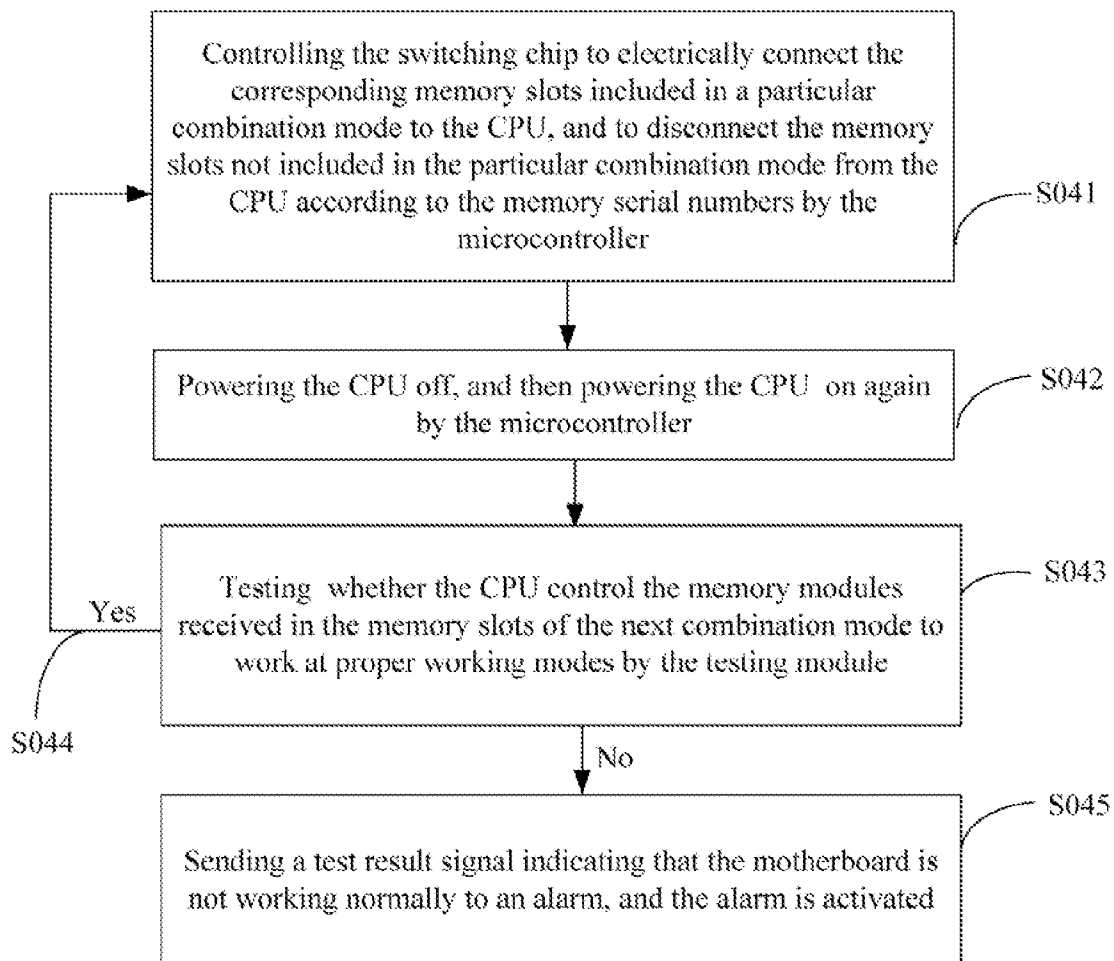 Controlling the switching chip to electrically connect the
corresponding memory slots included in a particular
combination mode to the CPU, and to disconnect the memory
slots not included in the particular combination mode from
the CPU according to the memory serial numbers by the
microcontroller
S041
Powering the CPU off, and then powering the CPU on again
by the microcontroller
S042
Testing whether the CPU control the memory modules
received in the memory slots of the next combination mode to
work at proper working modes by the testing module
S043
Yes
S044
No
Sending a test result signal indicating that the motherboard is
not working normally to an alarm, and the alarm is activated
S045